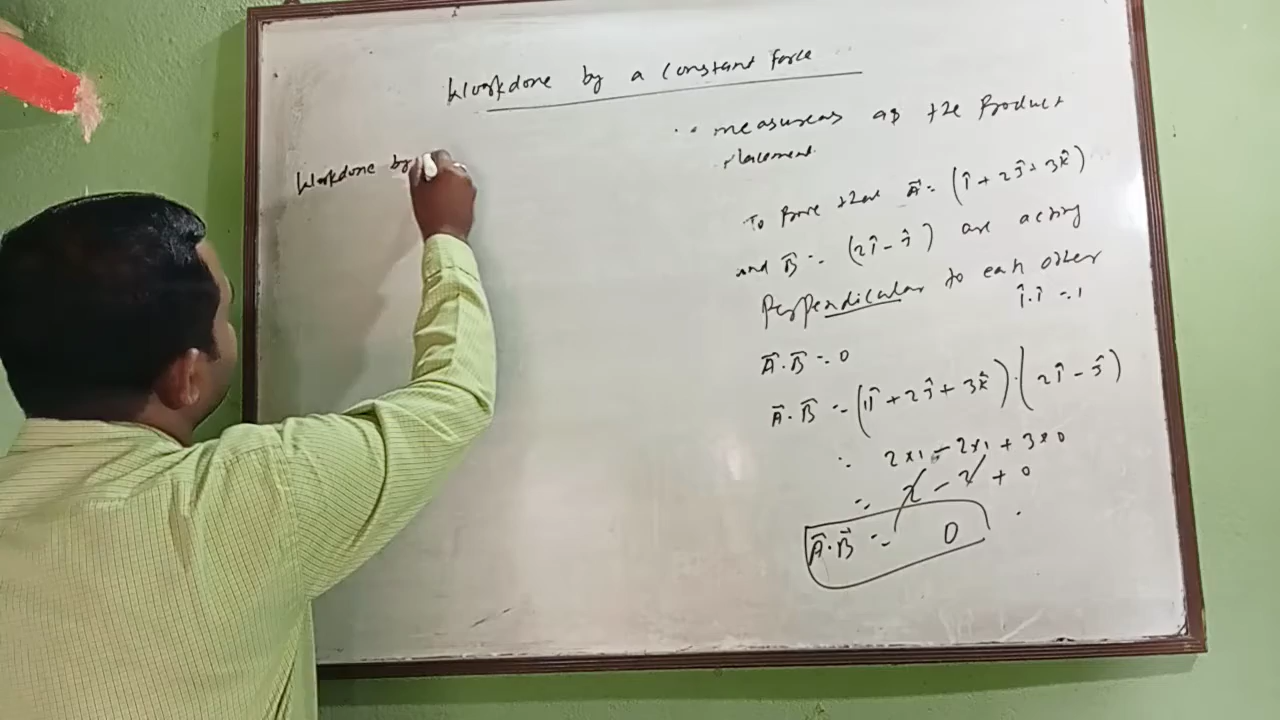 Workdone by a constant force
Workdone by
measures as the Product
placement.
To Prove that A⃗ = (î + 2ĵ + 3k̂)
and B⃗ = (2î - ĵ) are acting
Perpendicular to each other
î.î = 1
A⃗.B⃗ = 0
A⃗.B⃗ = (1î + 2ĵ + 3k̂).(2î - ĵ)
= 2×1 - 2×1 + 3×0
= 2 - 2 + 0
A⃗.B⃗ = 0